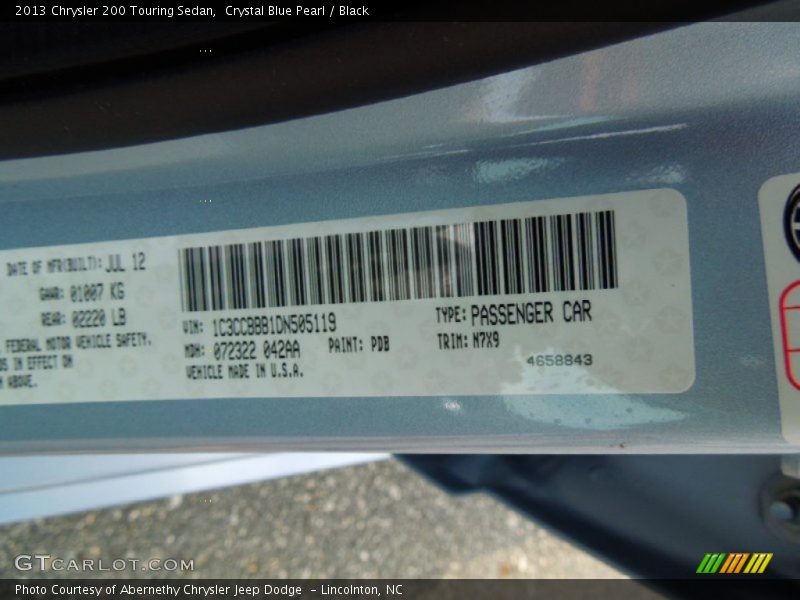 2013 Chrysler 200 Touring Sedan,  Crystal Blue Pearl / Black
DATE OF MFR(BUILT): JUL 12
GAWR: 01007 KG
REAR: 02220 LB
FEDERAL MOTOR VEHICLE SAFETY.
IN EFFECT ON
ABOVE.
VIN: 1C3CCBBB1DN505119
TYPE: PASSENGER CAR
MDH: 072322 042AA PAINT: PDB
TRIM: N7X9
VEHICLE MADE IN U.S.A.
4658843
GTCARLOT.COM
Photo Courtesy of Abernethy Chrysler Jeep Dodge  – Lincolnton, NC